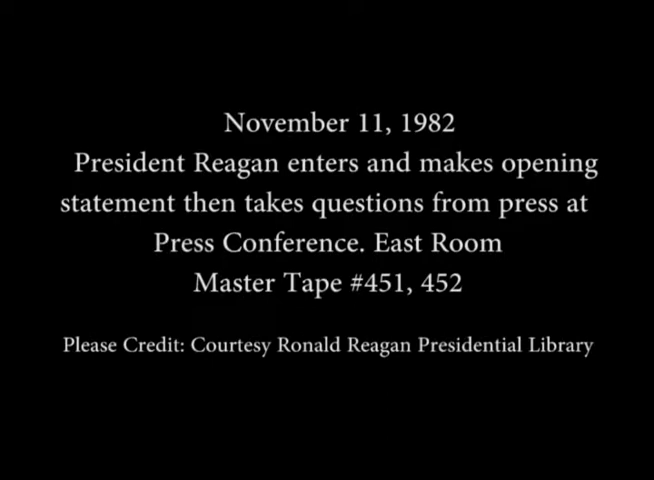 November 11, 1982
President Reagan enters and makes opening
statement then takes questions from press at
Press Conference. East Room
Master Tape #451, 452
Please Credit: Courtesy Ronald Reagan Presidential Library